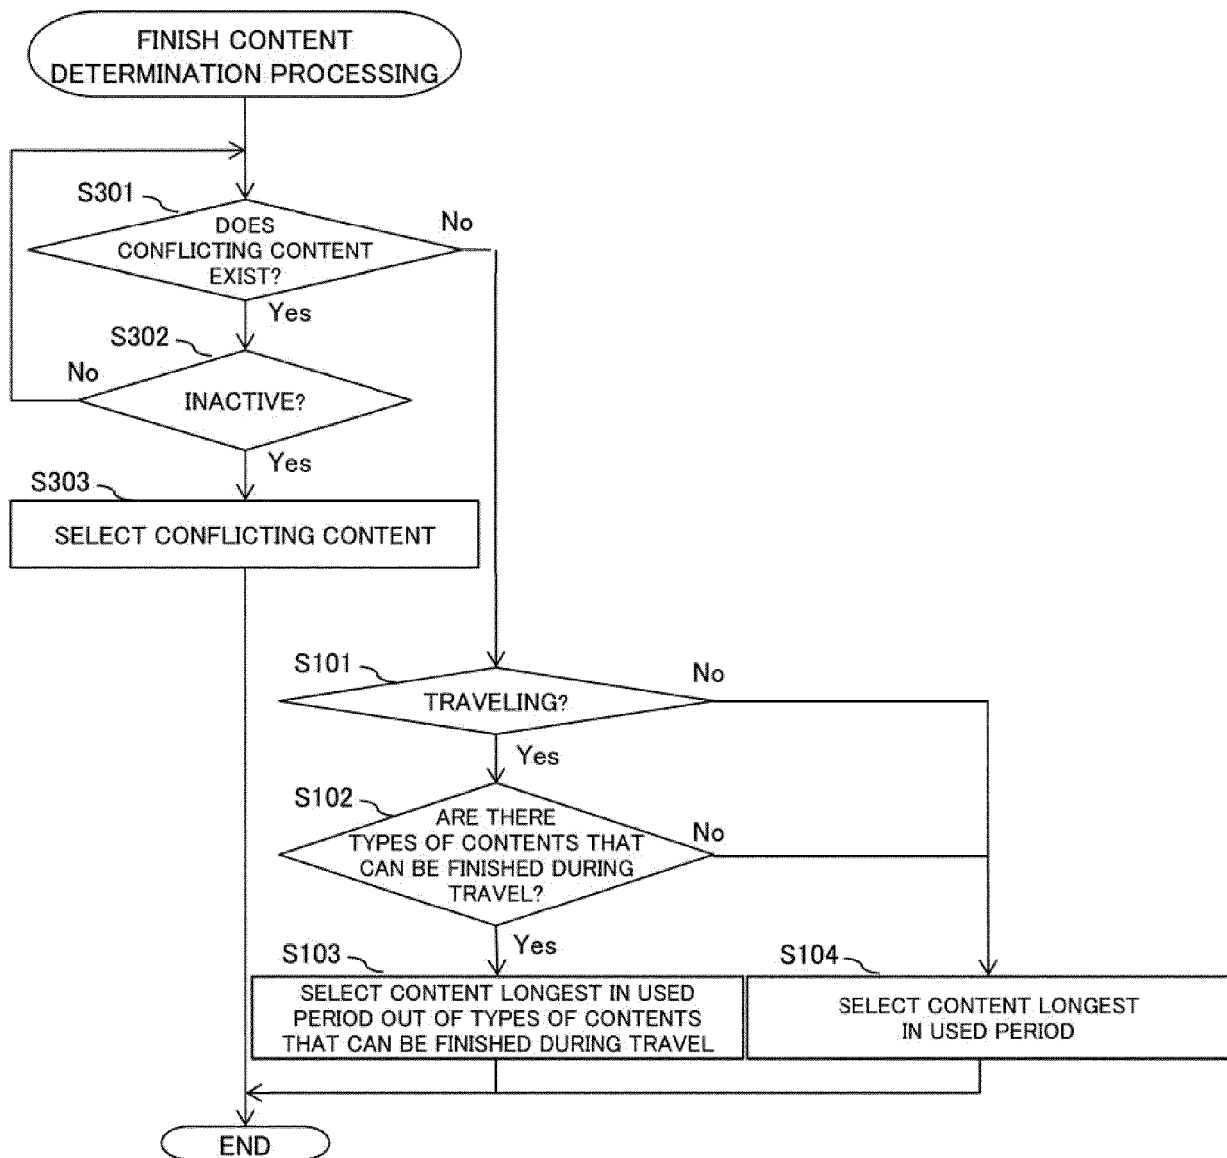 FINISH CONTENT
DETERMINATION PROCESSING
S301
DOES
CONFLICTING CONTENT
EXIST?
No
Yes
S302
No
INACTIVE?
Yes
S303
SELECT CONFLICTING CONTENT
S101
No
TRAVELING?
Yes
S102
ARE THERE
TYPES OF CONTENTS THAT
CAN BE FINISHED DURING
TRAVEL?
No
Yes
S103
SELECT CONTENT LONGEST IN USED
PERIOD OUT OF TYPES OF CONTENTS
THAT CAN BE FINISHED DURING TRAVEL
S104
SELECT CONTENT LONGEST
IN USED PERIOD
END